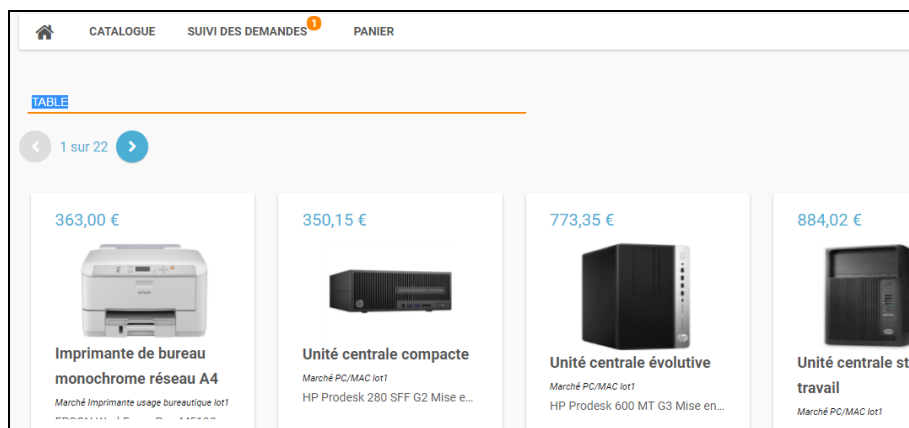 CATALOGUE SUIVI DES DEMANDES 1 PANIER
TABLE
1 sur 22
363,00 €
350,15 €
773,35 €
884,02 €
Imprimante de bureau
monochrome réseau A4
Marché Imprimante usage bureautique lot1
Unité centrale compacte
Marché PC/MAC lot1
HP Prodesk 280 SFF G2 Mise e...
Unité centrale évolutive
Marché PC/MAC lot1
HP Prodesk 600 MT G3 Mise en...
Unité centrale st
travail
Marché PC/MAC lot1